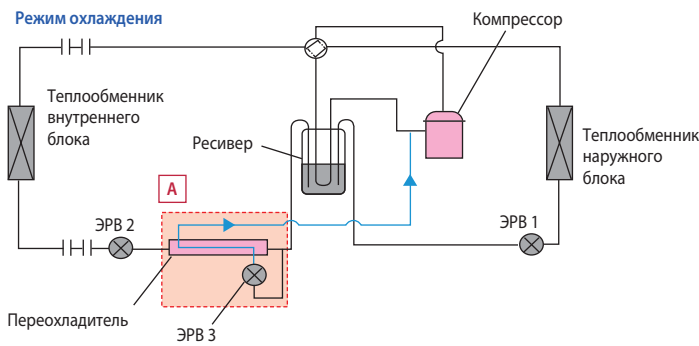 Режим охлаждения
Компрессор
Теплообменник
внутреннего
блока
Ресивер
Теплообменник
наружного
блока
А
ЭРВ 2
ЭРВ 1
Переохладитель
ЭРВ 3